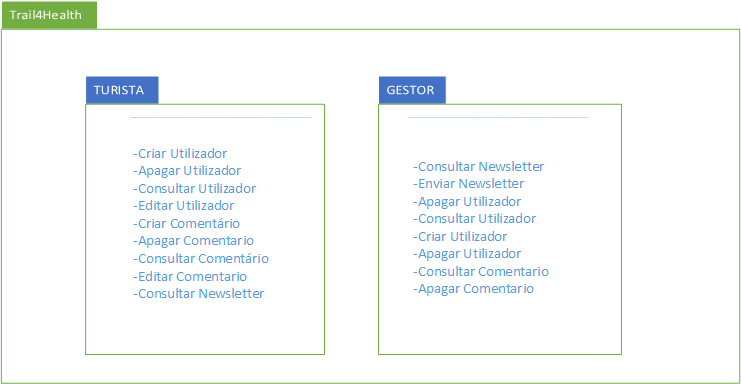 Trail4Health
TURISTA
-Criar Utilizador
-Apagar Utilizador
-Consultar Utilizador
-Editar Utilizador
-Criar Comentário
-Apagar Comentario
-Consultar Comentário
-Editar Comentario
-Consultar Newsletter
GESTOR
-Consultar Newsletter
-Enviar Newsletter
-Apagar Utilizador
-Consultar Utilizador
-Criar Utilizador
-Apagar Utilizador
-Consultar Comentario
-Apagar Comentario